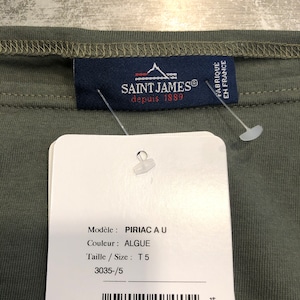 SAINT JAMES®
depuis 1889
FABRIQUÉ
EN FRANCE
Modèle : PIRIAC A U
Couleur : ALGUE
Taille / Size : T 5
3035-/5